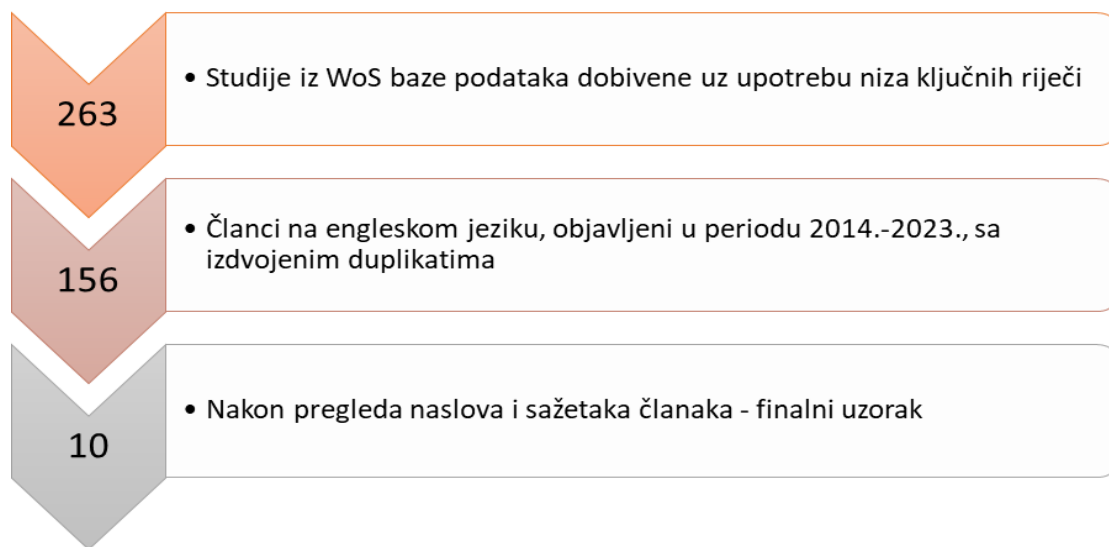 263
• Studije iz WoS baze podataka dobivene uz upotrebu niza ključnih riječi
156
• Članci na engleskom jeziku, objavljeni u periodu 2014.-2023., sa
izdvojenim duplikatima
10
• Nakon pregleda naslova i sažetaka članaka - finalni uzorak